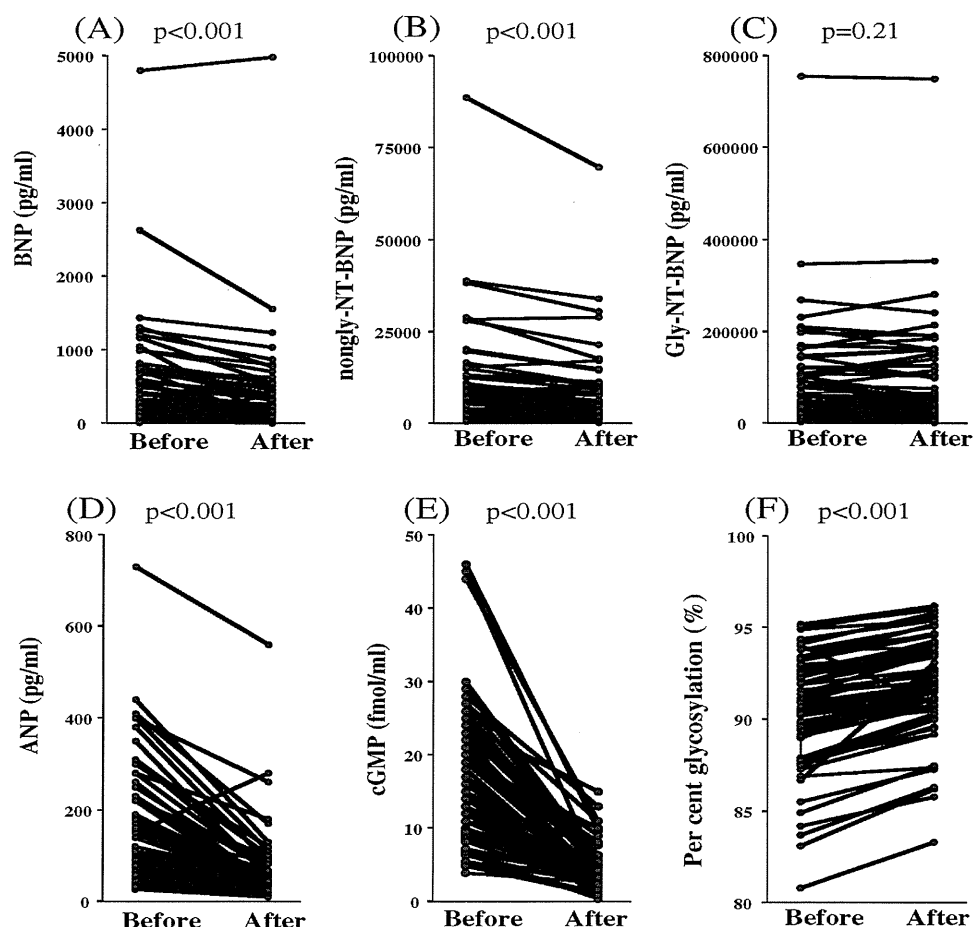 (A) p<0.001
BNP (pg/ml)
5000
4000
3000
2000
1000
0
Before After
(B) p<0.001
nongly-NT-BNP (pg/ml)
100000
75000
50000
25000
0
Before After
(C) p=0.21
Gly-NT-BNP (pg/ml)
800000
600000
400000
200000
0
Before After
(D) p<0.001
ANP (pg/ml)
800
600
400
200
0
Before After
(E) p<0.001
cGMP (fmol/ml)
50
40
30
20
10
0
Before After
(F) p<0.001
Per cent glycosylation (%)
100
95
90
85
80
Before After